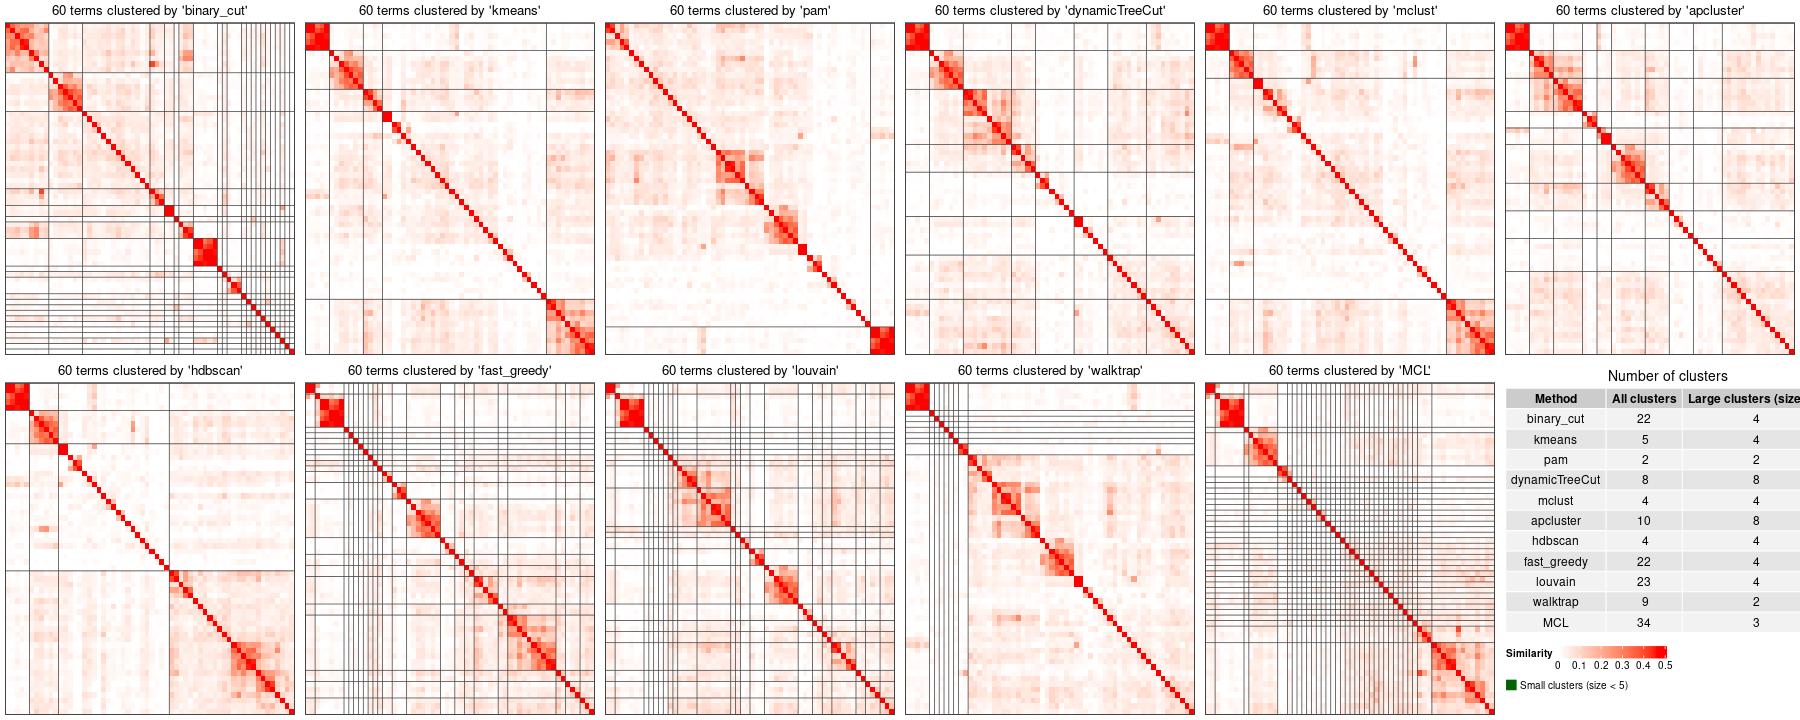 60 terms clustered by 'binary_cut'
60 terms clustered by 'kmeans'
60 terms clustered by 'pam'
60 terms clustered by 'dynamicTreeCut'
60 terms clustered by 'mclust'
60 terms clustered by 'apcluster'
60 terms clustered by 'hdbscan'
60 terms clustered by 'fast_greedy'
60 terms clustered by 'louvain'
60 terms clustered by 'walktrap'
60 terms clustered by 'MCL'
Number of clusters
Method All clusters Large clusters (size
binary_cut 22 4
kmeans 5 4
pam 2 2
dynamicTreeCut 8 8
mclust 4 4
apcluster 10 8
hdbscan 4 4
fast_greedy 22 4
louvain 23 4
walktrap 9 2
MCL 34 3
Similarity
0 0.1 0.2 0.3 0.4 0.5
Small clusters (size < 5)